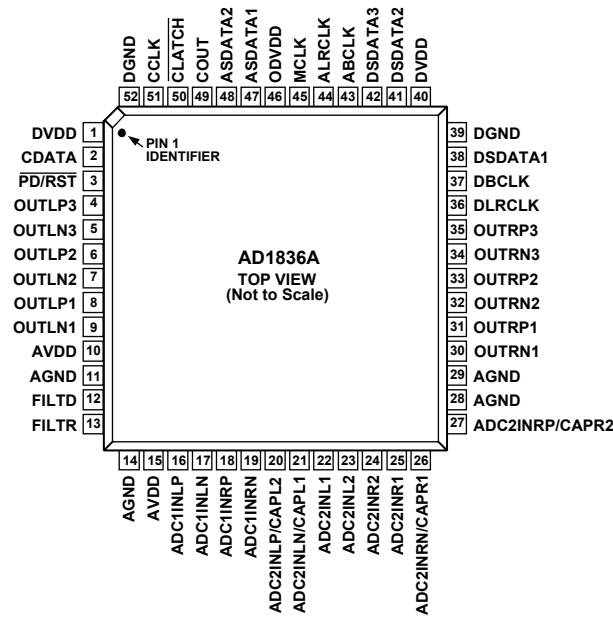 DGND
CCLK
CLATCH
COUT
ASDATA2
ASDATA1
ODVDD
MCLK
ALRCLK
ABCLK
DSDATA3
DSDATA2
DVDD
52 51 50 49 48 47 46 45 44 43 42 41 40
DVDD 1
CDATA 2
PD/RST 3
OUTLP3 4
OUTLN3 5
OUTLP2 6
OUTLN2 7
OUTLP1 8
OUTLN1 9
AVDD 10
AGND 11
FILTD 12
FILTR 13
PIN 1
IDENTIFIER
AD1836A
TOP VIEW
(Not to Scale)
39 DGND
38 DSDATA1
37 DBCLK
36 DLRCLK
35 OUTRP3
34 OUTRN3
33 OUTRP2
32 OUTRN2
31 OUTRP1
30 OUTRN1
29 AGND
28 AGND
27 ADC2INRP/CAPR2
14 15 16 17 18 19 20 21 22 23 24 25 26
AGND
AVDD
ADC1INLP
ADC1INLN
ADC1INRP
ADC1INRN
ADC2INLP/CAPL2
ADC2INLN/CAPL1
ADC2INL1
ADC2INL2
ADC2INR2
ADC2INR1
ADC2INRN/CAPR1